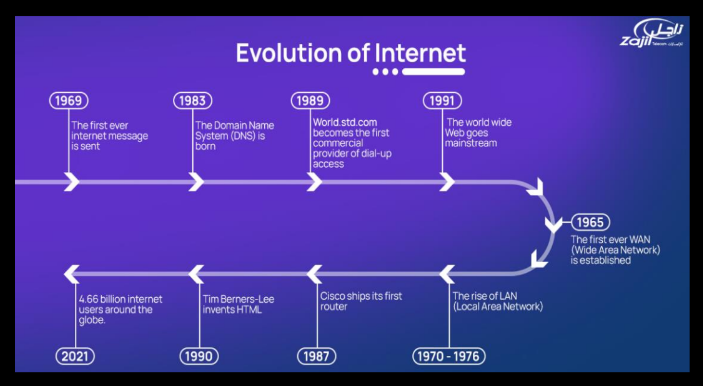 تاجل
Zajil Telecom
Evolution of Internet
1969
The first ever
internet message
is sent
1983
The Domain Name
System (DNS) is
born
1989
World.std.com
becomes the first
commercial
provider of dial-up
access
1991
The world wide
Web goes
mainstream
1965
The first ever WAN
(Wide Area Network)
is established
The rise of LAN
(Local Area Network)
1970 - 1976
Cisco ships its first
router
1987
Tim Berners-Lee
invents HTML
1990
4.66 billion internet
users around the
globe.
2021